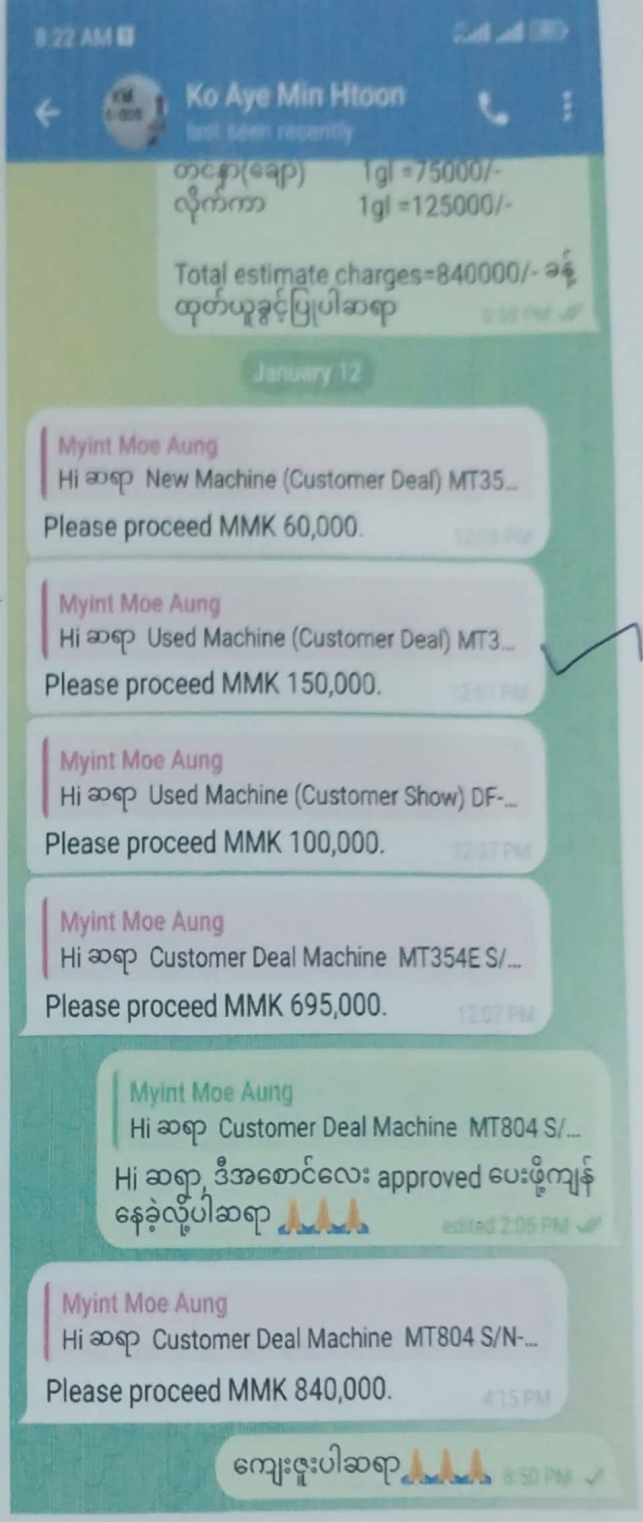 8:22 AM
Ko Aye Min Htoon
last seen recently
တင်နာ(ချော) 1gl =75000/-
လိုက်ကာ 1gl =125000/-
Total estimate charges=840000/- ခန့်
ထုတ်ယူခွင့်ပြုပါဆရာ
January 12
Myint Moe Aung
Hi ဆရာ New Machine (Customer Deal) MT35...
Please proceed MMK 60,000.
Myint Moe Aung
Hi ဆရာ Used Machine (Customer Deal) MT3...
Please proceed MMK 150,000.
12:07 PM
Myint Moe Aung
Hi ဆရာ Used Machine (Customer Show) DF-...
Please proceed MMK 100,000.
12:07 PM
Myint Moe Aung
Hi ဆရာ Customer Deal Machine MT354E S/...
Please proceed MMK 695,000.
12:07 PM
Myint Moe Aung
Hi ဆရာ Customer Deal Machine MT804 S/...
Hi ဆရာ, ဒီအစောင်လေး approved ပေးဖို့ကျန်
နေခဲ့လို့ပါဆရာ 🙏🙏🙏
edited 2:05 PM
Myint Moe Aung
Hi ဆရာ Customer Deal Machine MT804 S/N-...
Please proceed MMK 840,000.
4:15 PM
ကျေးဇူးပါဆရာ🙏🙏🙏 8:50 PM